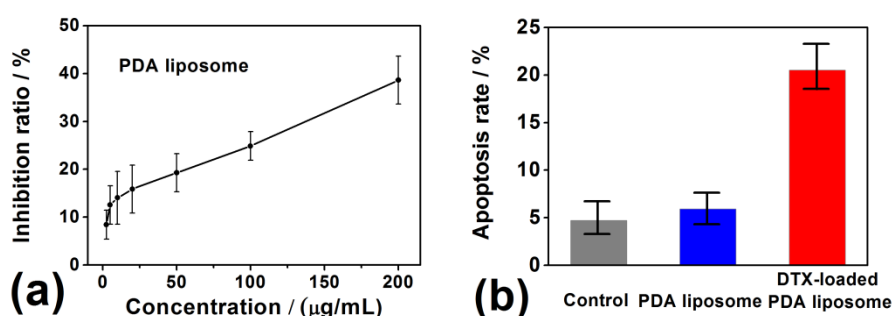 50
40
30
20
10
0
Inhibition ratio / %
PDA liposome
0 50 100 150 200
Concentration / (μg/mL)
(a)
25
20
15
10
5
0
Apoptosis rate / %
Control PDA liposome DTX-loaded
PDA liposome
(b)